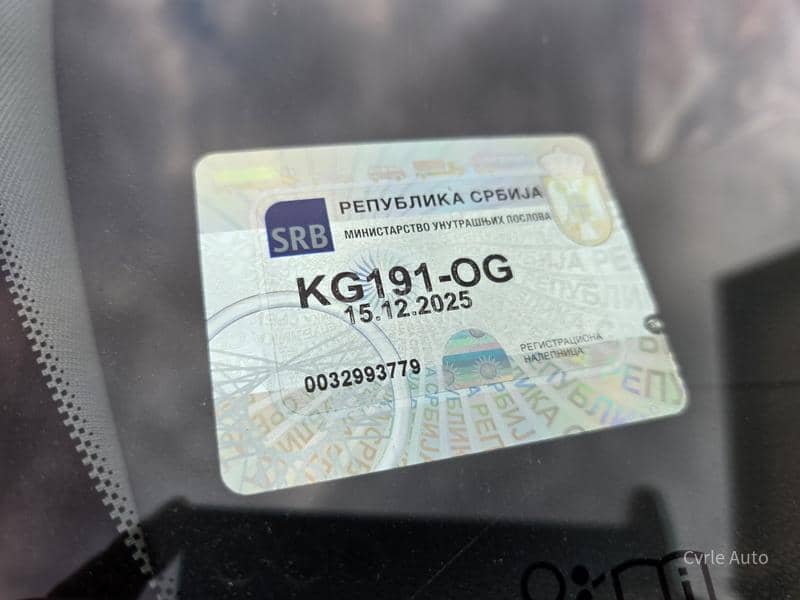 РЕПУБЛИКА СРБИЈА
МИНИСТАРСТВО УНУТРАШЊИХ ПОСЛОВА
SRB
KG191-OG
15.12.2025
0032993779
РЕГИСТРАЦИОНА
НАЛЕПНИЦА
Cvrle Auto